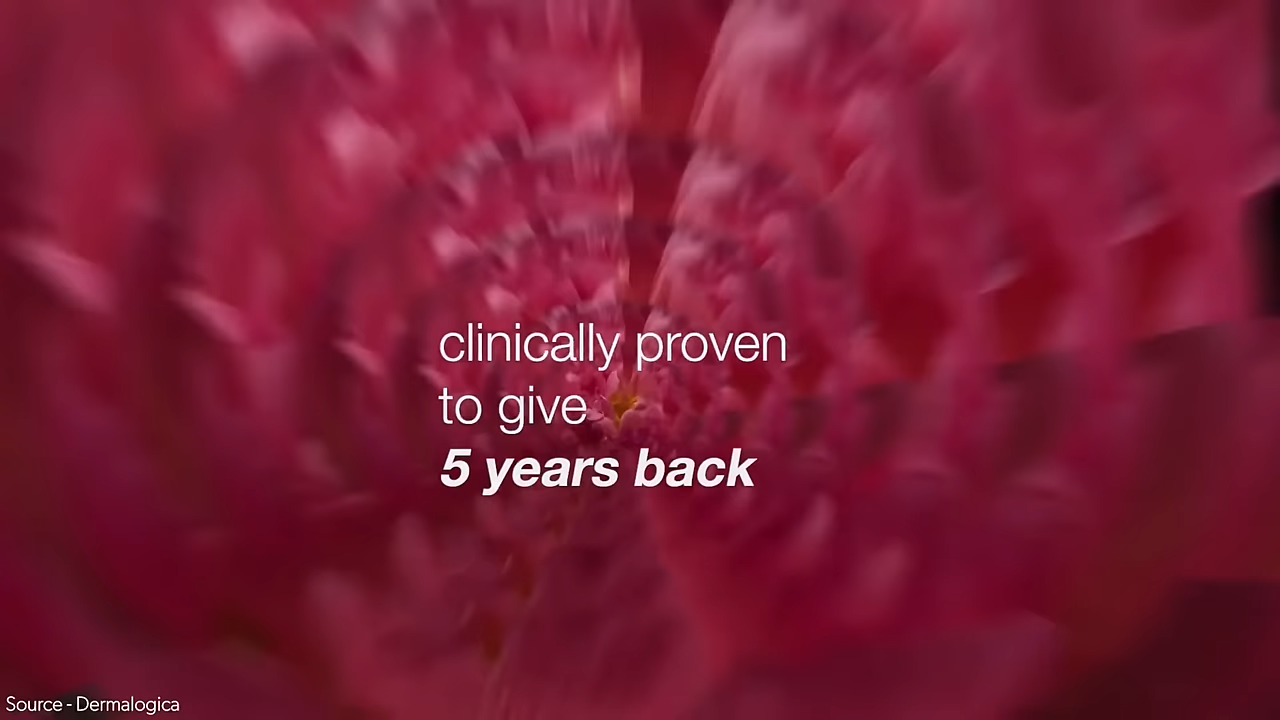 clinically proven
to give
5 years back
Source - Dermalogica